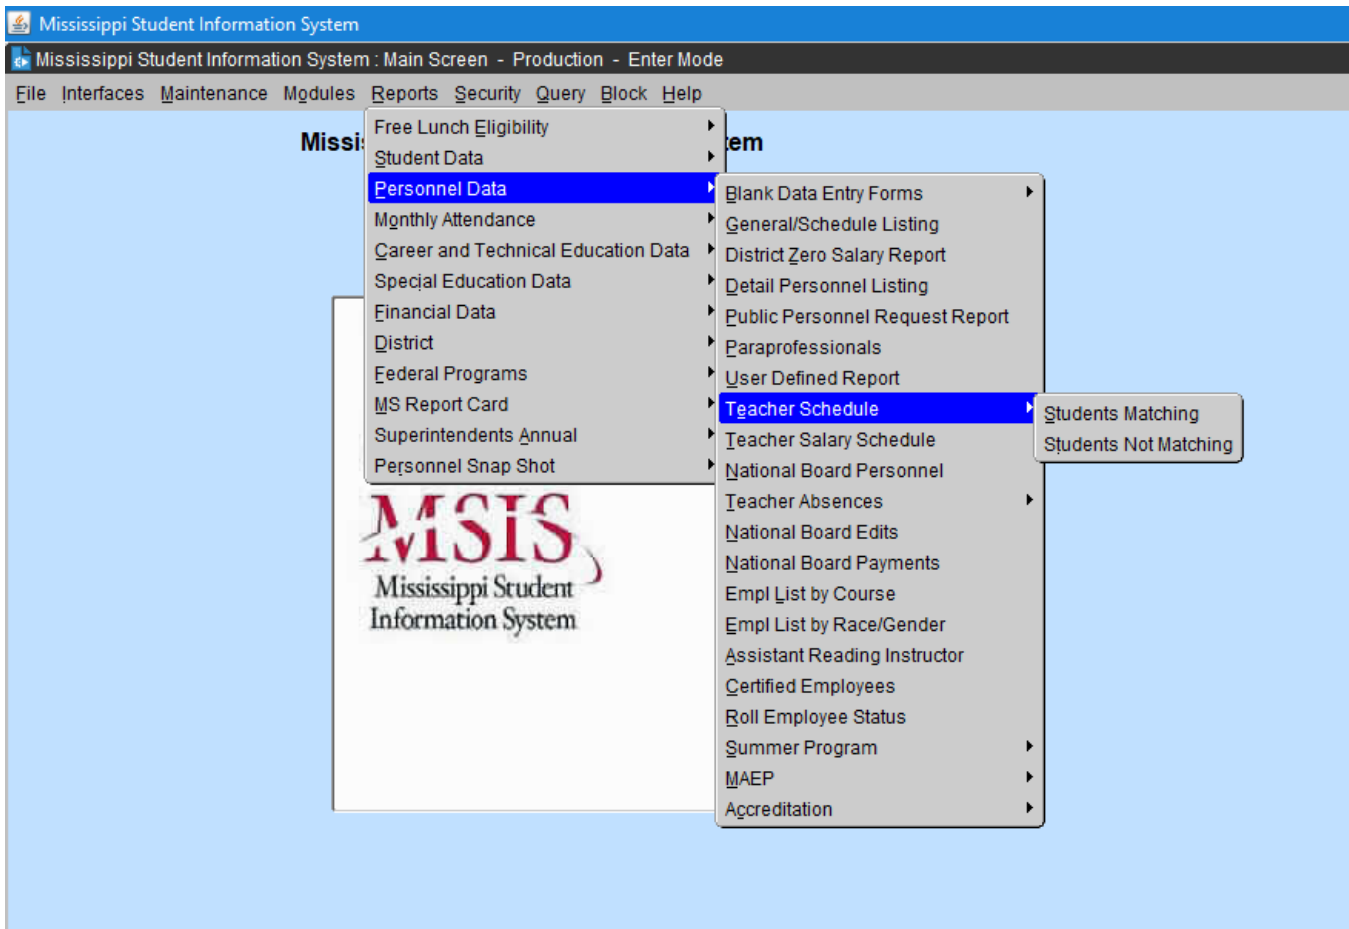 Mississippi Student Information System
Mississippi Student Information System : Main Screen - Production - Enter Mode
File Interfaces Maintenance Modules Reports Security Query Block Help
Free Lunch Eligibility
Student Data
Personnel Data
Monthly Attendance
Career and Technical Education Data
Special Education Data
Financial Data
District
Federal Programs
MS Report Card
Superintendents Annual
Personnel Snap Shot
Blank Data Entry Forms
General/Schedule Listing
District Zero Salary Report
Detail Personnel Listing
Public Personnel Request Report
Paraprofessionals
User Defined Report
Teacher Schedule
Teacher Salary Schedule
National Board Personnel
Teacher Absences
National Board Edits
National Board Payments
Empl List by Course
Empl List by Race/Gender
Assistant Reading Instructor
Certified Employees
Roll Employee Status
Summer Program
MAEP
Accreditation
Students Matching
Students Not Matching
MSIS
Mississippi Student
Information System